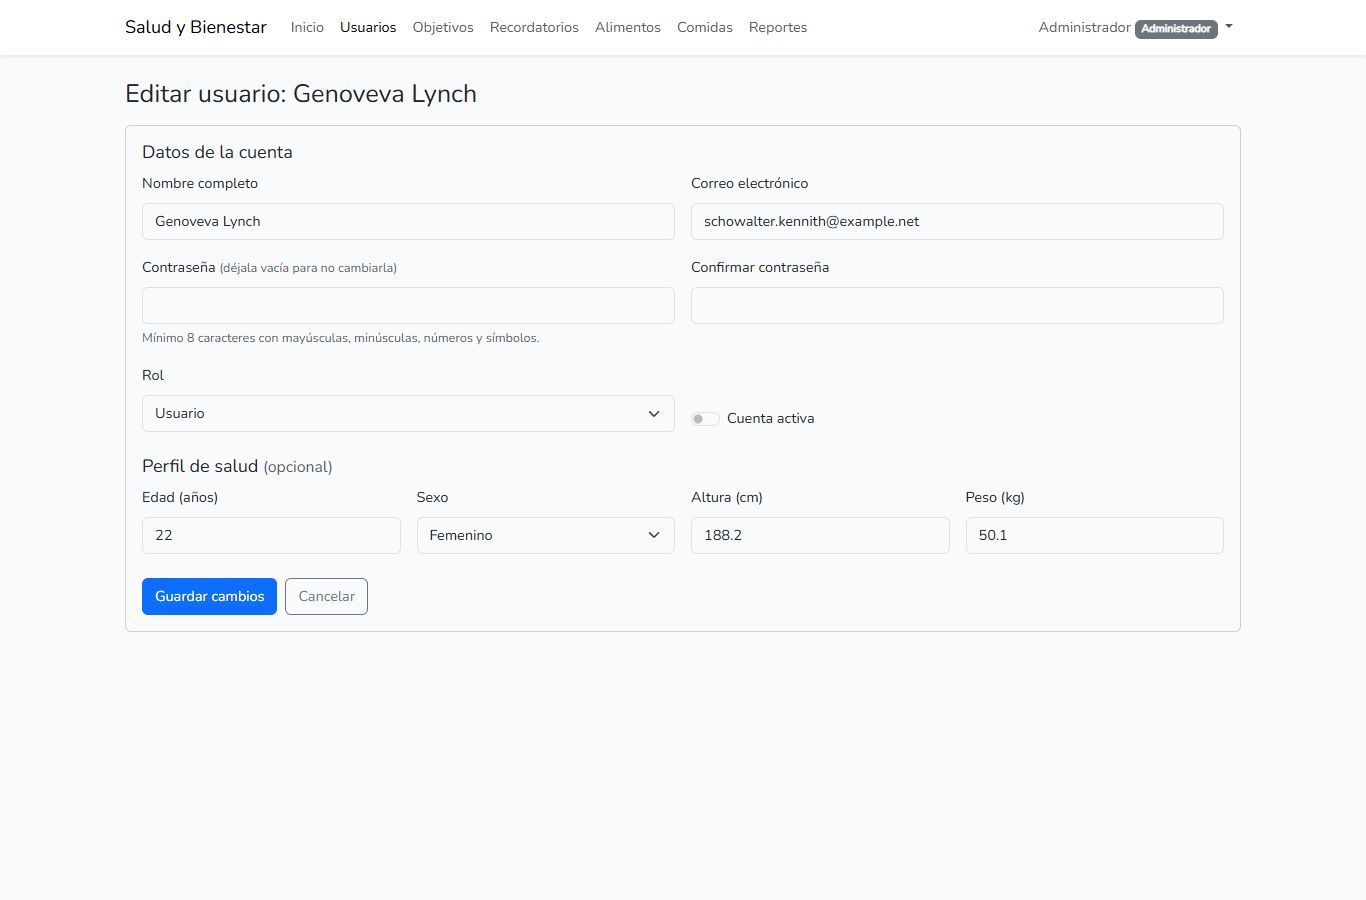 Salud y Bienestar Inicio Usuarios Objetivos Recordatorios Alimentos Comidas Reportes Administrador Administrador
Editar usuario: Genoveva Lynch
Datos de la cuenta
Nombre completo Correo electrónico
Genoveva Lynch schowalter.kennith@example.net
Contraseña (déjala vacía para no cambiarla) Confirmar contraseña
Mínimo 8 caracteres con mayúsculas, minúsculas, números y símbolos.
Rol
Usuario Cuenta activa
Perfil de salud (opcional)
Edad (años) Sexo Altura (cm) Peso (kg)
22 Femenino 188.2 50.1
Guardar cambios Cancelar